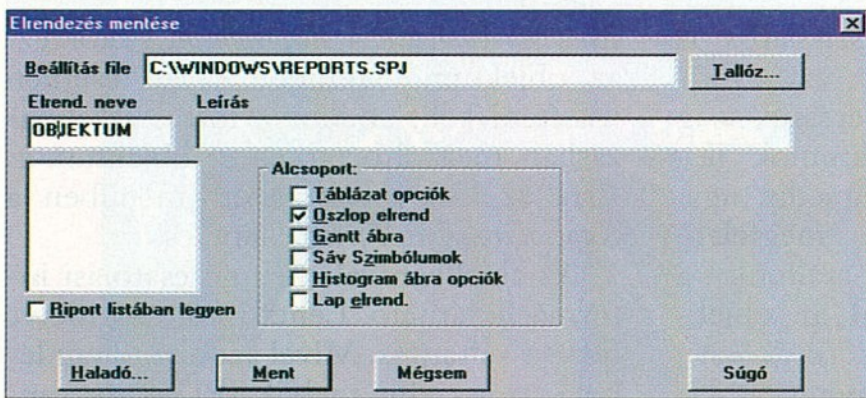 Elrendezés mentése
Beállítás file C:\WINDOWS\REPORTS.SPJ Tallóz...
Elrend. neve Leírás
OBJEKTUM
Alcsoport:
Táblázat opciók
Oszlop elrend
Gantt ábra
Sáv Szimbólumok
Histogram ábra opciók
Lap elrend.
Riport listában legyen
Haladó... Ment Mégsem Súgó